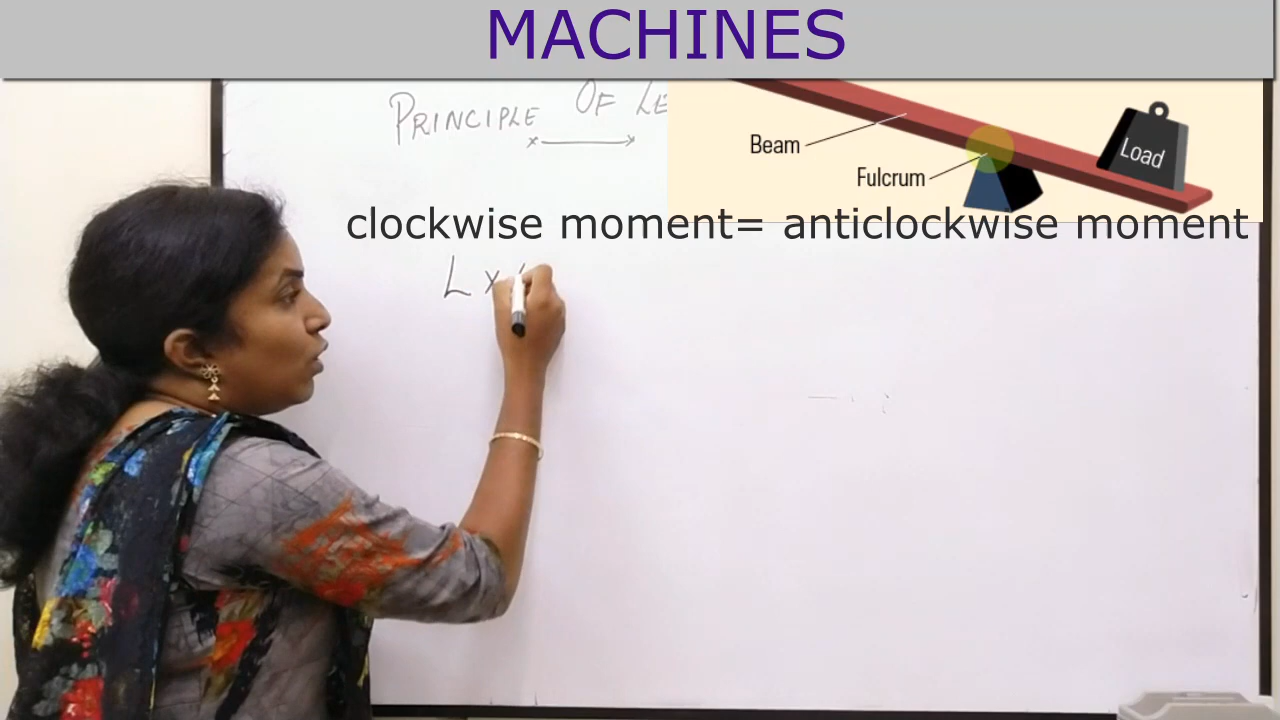 MACHINES
PRINCIPLE OF LE
Beam
Fulcrum
Load
clockwise moment= anticlockwise moment
L x